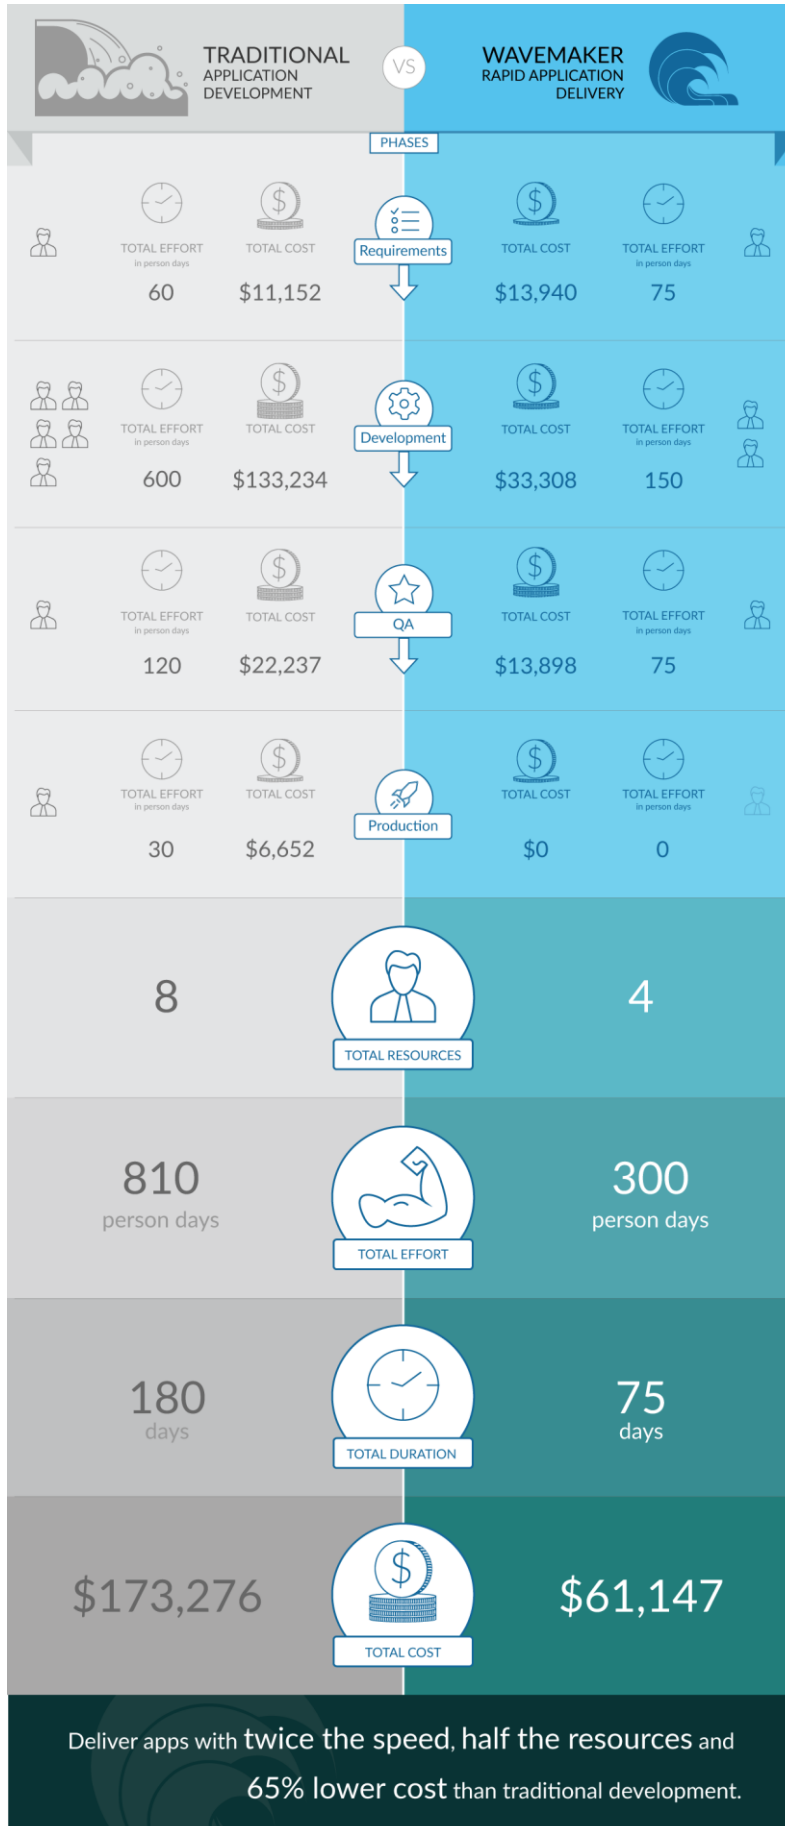 TRADITIONAL
APPLICATION
DEVELOPMENT
VS
WAVEMAKER
RAPID APPLICATION
DELIVERY
PHASES
TOTAL EFFORT
in person days
60
TOTAL COST
$11,152
Requirements
TOTAL COST
$13,940
TOTAL EFFORT
in person days
75
TOTAL EFFORT
in person days
600
TOTAL COST
$133,234
Development
TOTAL COST
$33,308
TOTAL EFFORT
in person days
150
TOTAL EFFORT
in person days
120
TOTAL COST
$22,237
QA
TOTAL COST
$13,898
TOTAL EFFORT
in person days
75
TOTAL EFFORT
in person days
30
TOTAL COST
$6,652
Production
TOTAL COST
$0
TOTAL EFFORT
in person days
0
8
TOTAL RESOURCES
4
810
person days
TOTAL EFFORT
300
person days
180
days
TOTAL DURATION
75
days
$173,276
TOTAL COST
$61,147
Deliver apps with twice the speed, half the resources and
65% lower cost than traditional development.